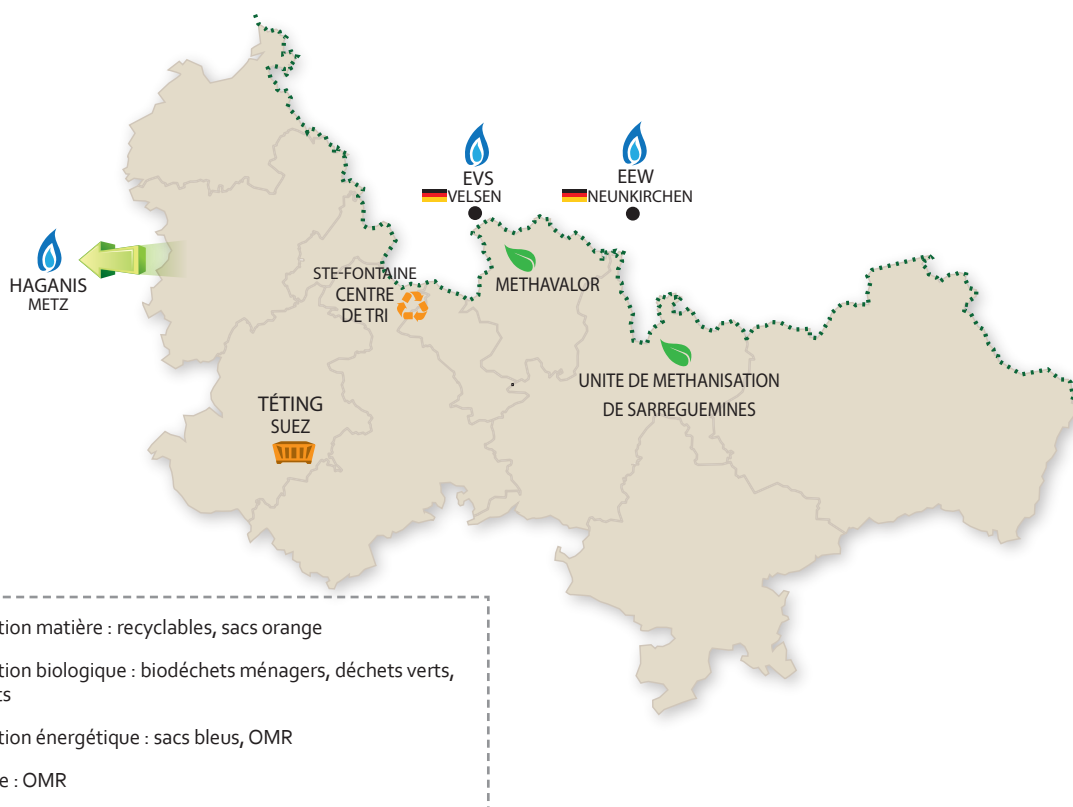 EVS
VELSEN
EEW
NEUNKIRCHEN
HAGANIS
METZ
STE-FONTAINE
CENTRE
DE TRI
METHAVALOR
UNITE DE METHANISATION
DE SARREGUEMINES
TÉTING
SUEZ
tion matière : recyclables, sacs orange
tion biologique : biodéchets ménagers, déchets verts,
ts
tion énergétique : sacs bleus, OMR
e : OMR